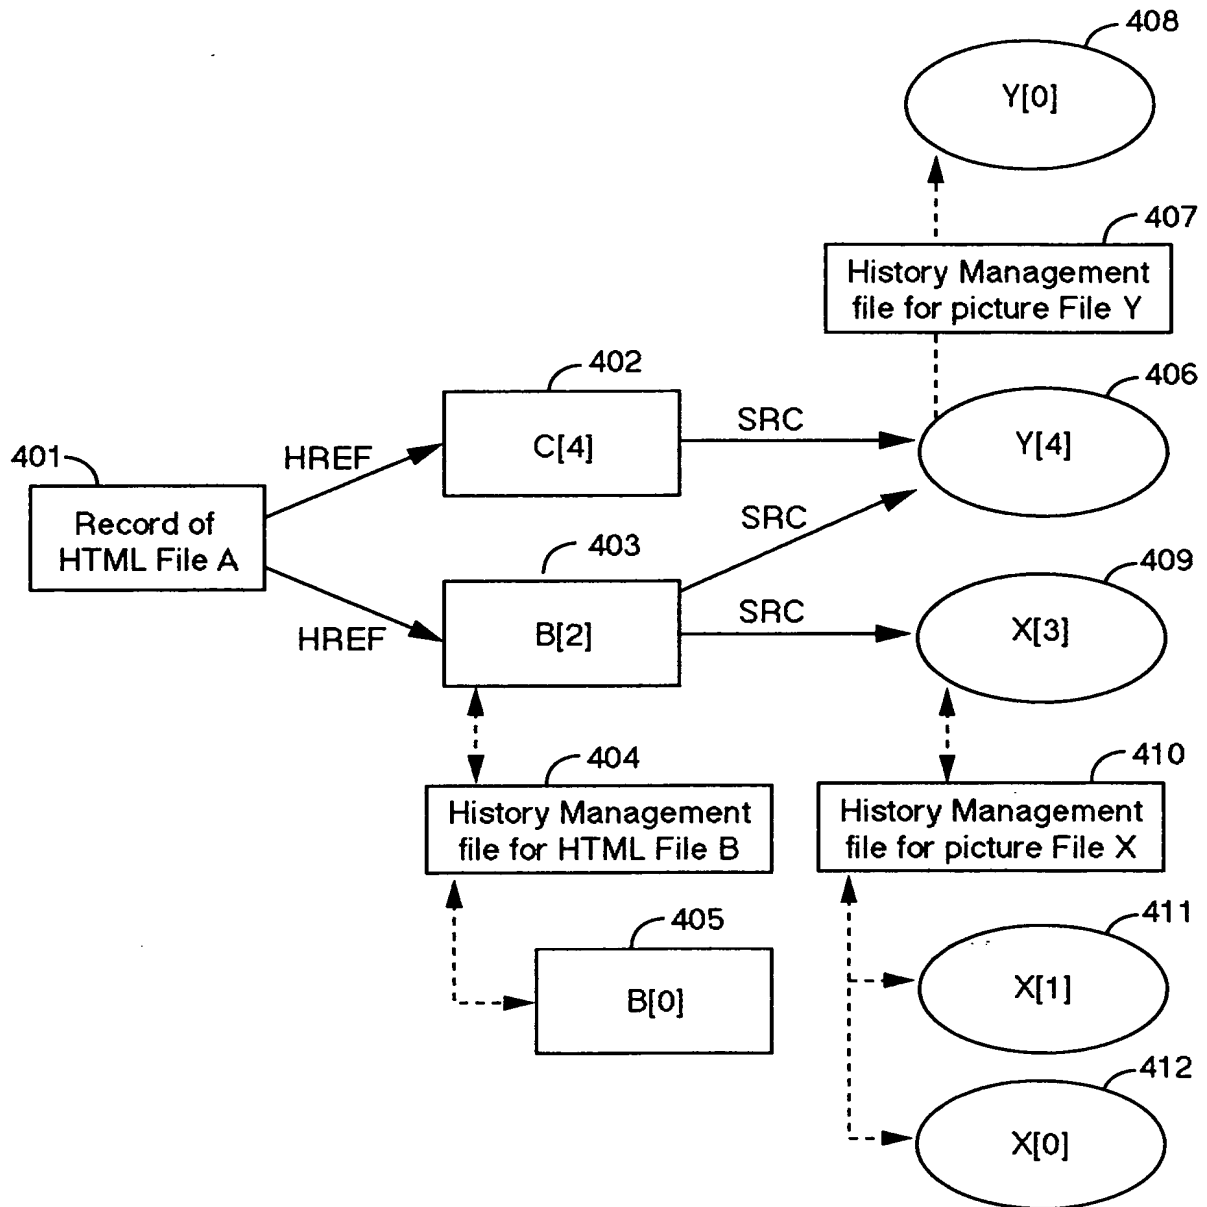 408
Y[0]
407
History Management
file for picture File Y
402
406
C[4]
SRC
Y[4]
401
HREF
Record of
HTML File A
SRC
403
409
HREF
B[2]
SRC
X[3]
404
410
History Management
file for HTML File B
History Management
file for picture File X
405
411
B[0]
X[1]
412
X[0]